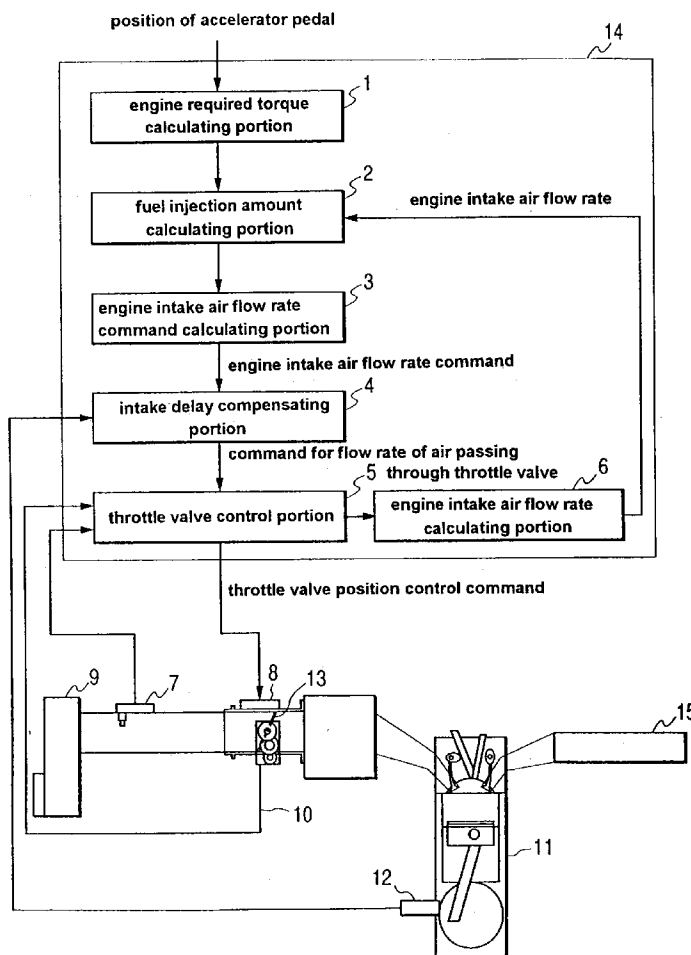 position of accelerator pedal
14
1
engine required torque
calculating portion
2
engine intake air flow rate
fuel injection amount
calculating portion
3
engine intake air flow rate
command calculating portion
engine intake air flow rate command
4
intake delay compensating
portion
command for flow rate of air passing
through throttle valve
5
6
throttle valve control portion
engine intake air flow rate
calculating portion
throttle valve position control command
9
7
8
13
15
10
11
12